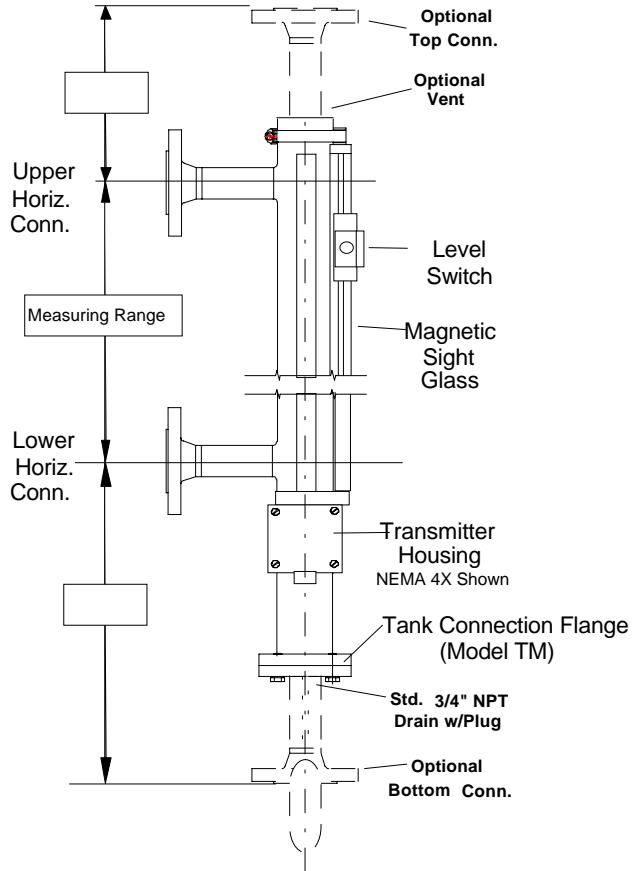 Optional
Top Conn.
Optional
Vent
Upper
Horiz.
Conn.
Level
Switch
Measuring Range
Magnetic
Sight
Glass
Lower
Horiz.
Conn.
Transmitter
Housing
NEMA 4X Shown
Tank Connection Flange
(Model TM)
Std. 3/4" NPT
Drain w/Plug
Optional
Bottom Conn.